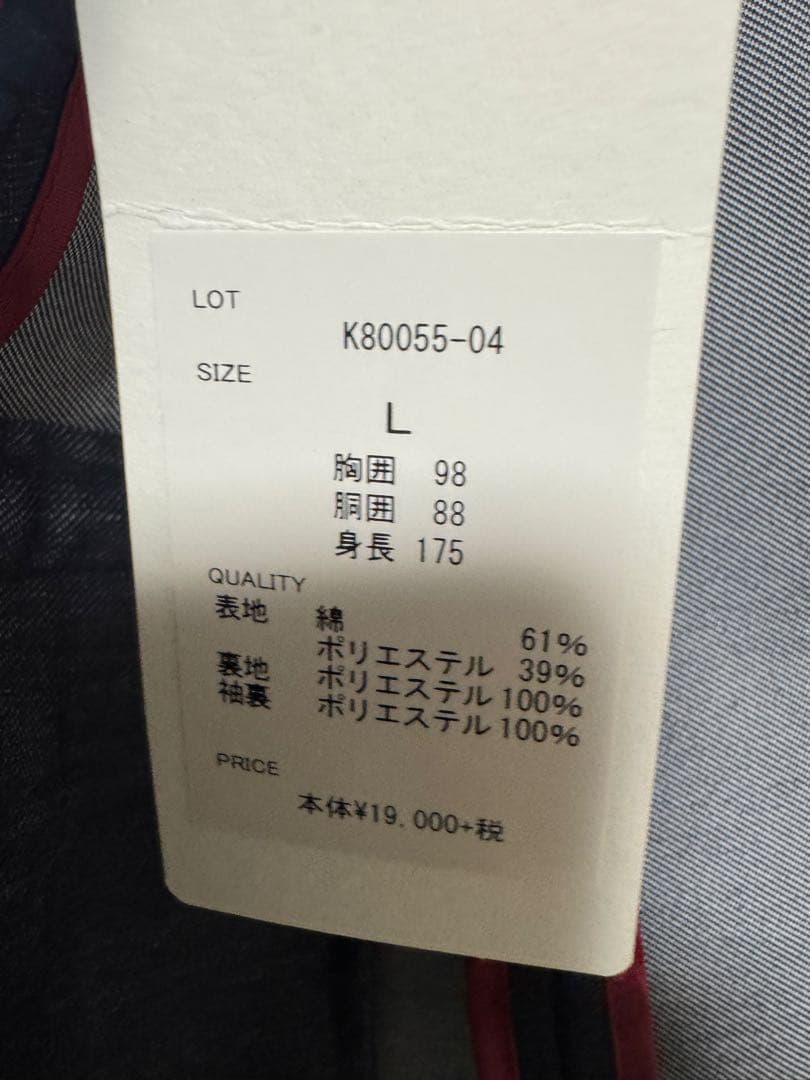 LOT
K80055-04
SIZE
L
胸囲 98
胴囲 88
身長 175
QUALITY
表地 綿 61%
ポリエステル 39%
裏地 ポリエステル 100%
袖裏 ポリエステル 100%
PRICE
本体¥19,000+税